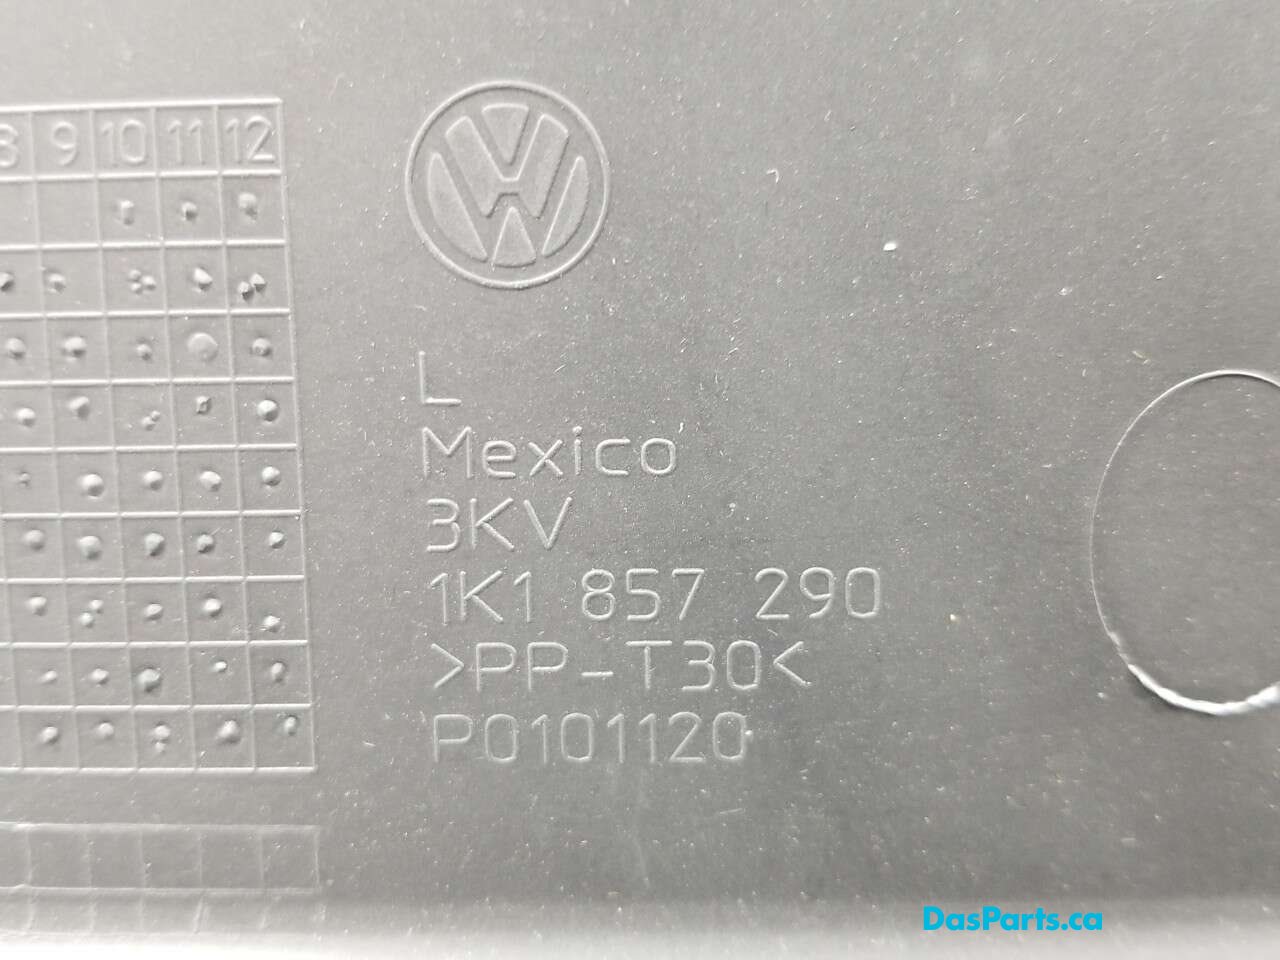 8 9 10 11 12
L
Mexico
3KV
1K1 857 290
>PP-T30<
P0101120
DasParts.ca